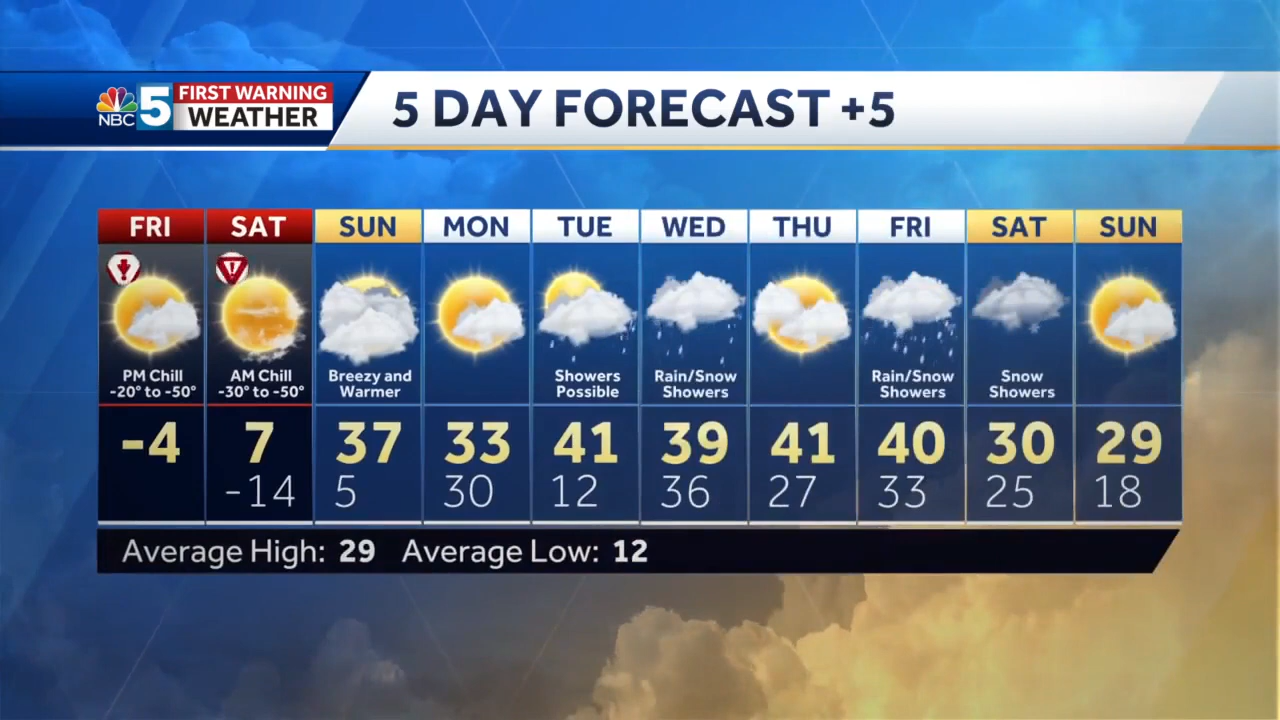 NBC 5 FIRST WARNING
WEATHER
5 DAY FORECAST +5
FRI SAT SUN MON TUE WED THU FRI SAT SUN
PM Chill
-20° to -50°
AM Chill
-30° to -50°
Breezy and
Warmer
Showers
Possible
Rain/Snow
Showers
Rain/Snow
Showers
Snow
Showers
-4 7 37 33 41 39 41 40 30 29
-14 5 30 12 36 27 33 25 18
Average High: 29 Average Low: 12